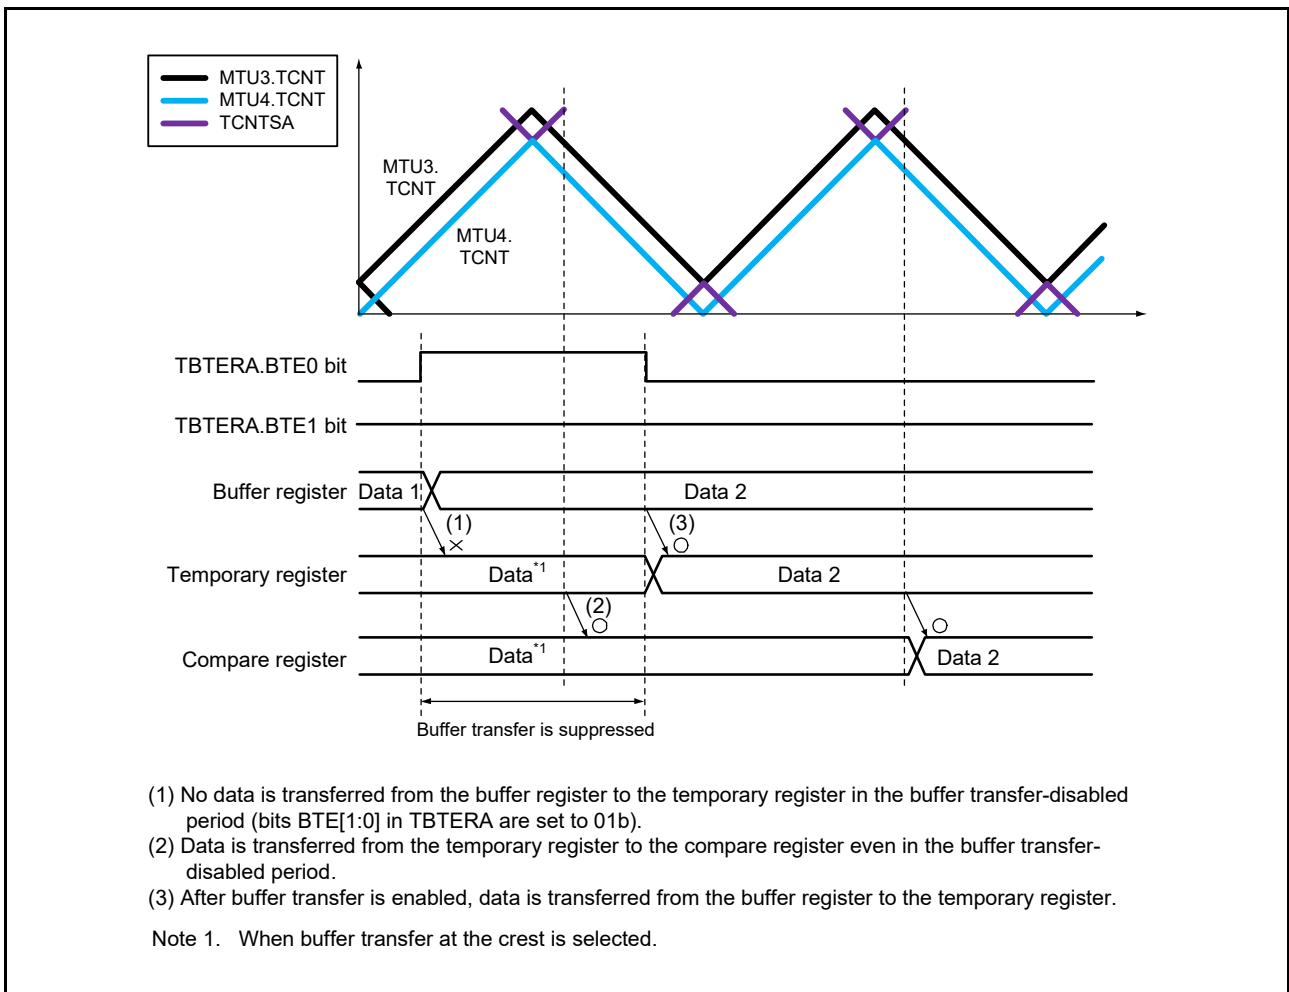 MTU3.TCNT
MTU4.TCNT
TCNTSA
MTU3.
TCNT
MTU4.
TCNT
TBTERA.BTE0 bit
TBTERA.BTE1 bit
Buffer register
Data 1
Data 2
(1)
×
(3)
○
Temporary register
Data*1
Data 2
(2)
○
○
Compare register
Data*1
Data 2
Buffer transfer is suppressed
(1) No data is transferred from the buffer register to the temporary register in the buffer transfer-disabled
period (bits BTE[1:0] in TBTERA are set to 01b).
(2) Data is transferred from the temporary register to the compare register even in the buffer transfer-
disabled period.
(3) After buffer transfer is enabled, data is transferred from the buffer register to the temporary register.
Note 1. When buffer transfer at the crest is selected.